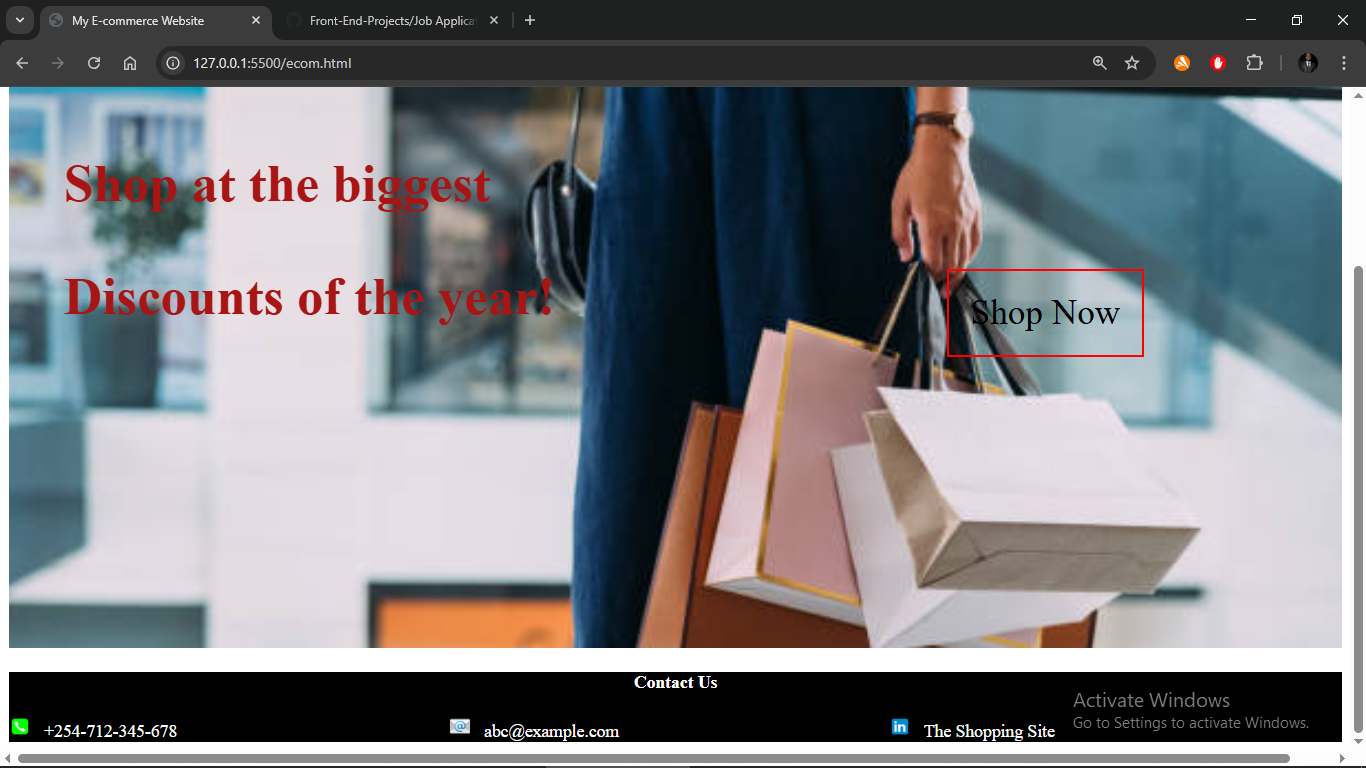 My E-commerce Website
Front-End-Projects/Job Applica
127.0.0.1:5500/ecom.html
Shop at the biggest
Discounts of the year!
Shop Now
Contact Us
+254-712-345-678
abc@example.com
The Shopping Site
Activate Windows
Go to Settings to activate Windows.